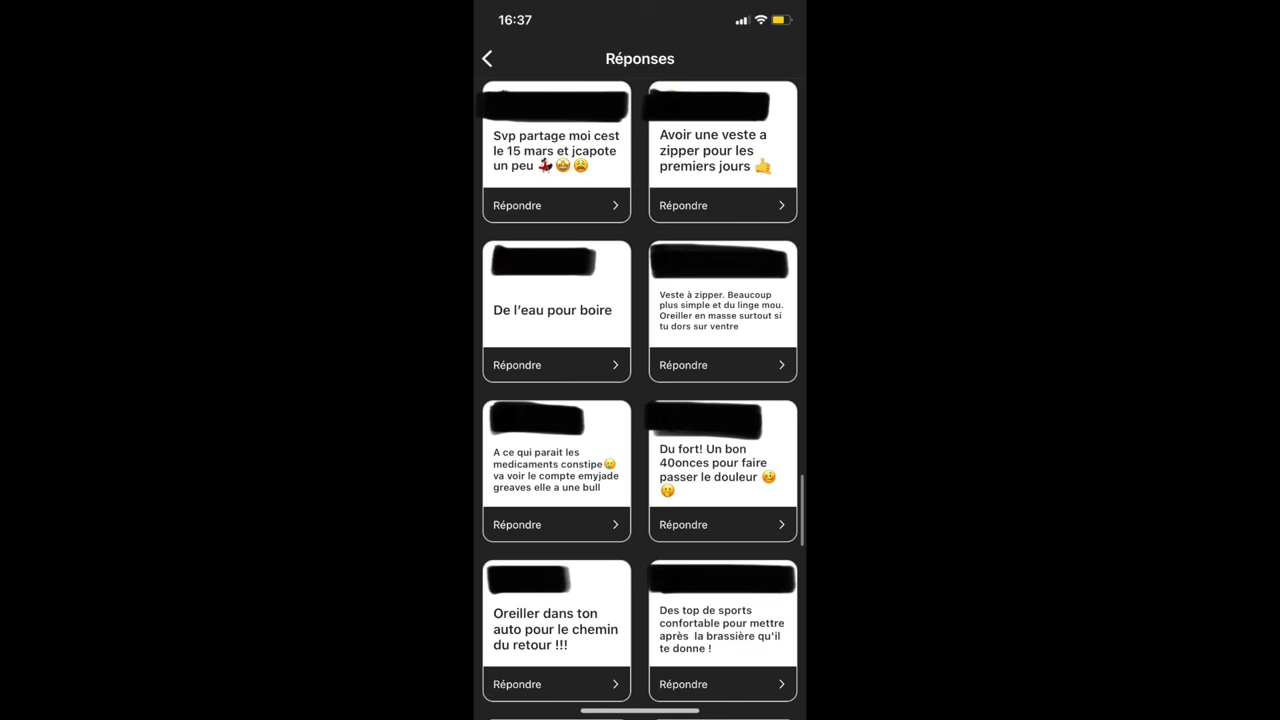 16:37
Réponses
Svp partage moi cest
le 15 mars et jcapote
un peu 💃🤩😩
Répondre
Avoir une veste a
zipper pour les
premiers jours 🤙
Répondre
De l’eau pour boire
Répondre
Veste à zipper. Beaucoup
plus simple et du linge mou.
Oreiller en masse surtout si
tu dors sur ventre
Répondre
A ce qui parait les
medicaments constipe🥲
va voir le compte emyjade
greaves elle a une bull
Répondre
Du fort! Un bon
40onces pour faire
passer le douleur 🥴
🤭
Répondre
Oreiller dans ton
auto pour le chemin
du retour !!!
Répondre
Des top de sports
confortable pour mettre
après  la brassière qu'il
te donne !
Répondre